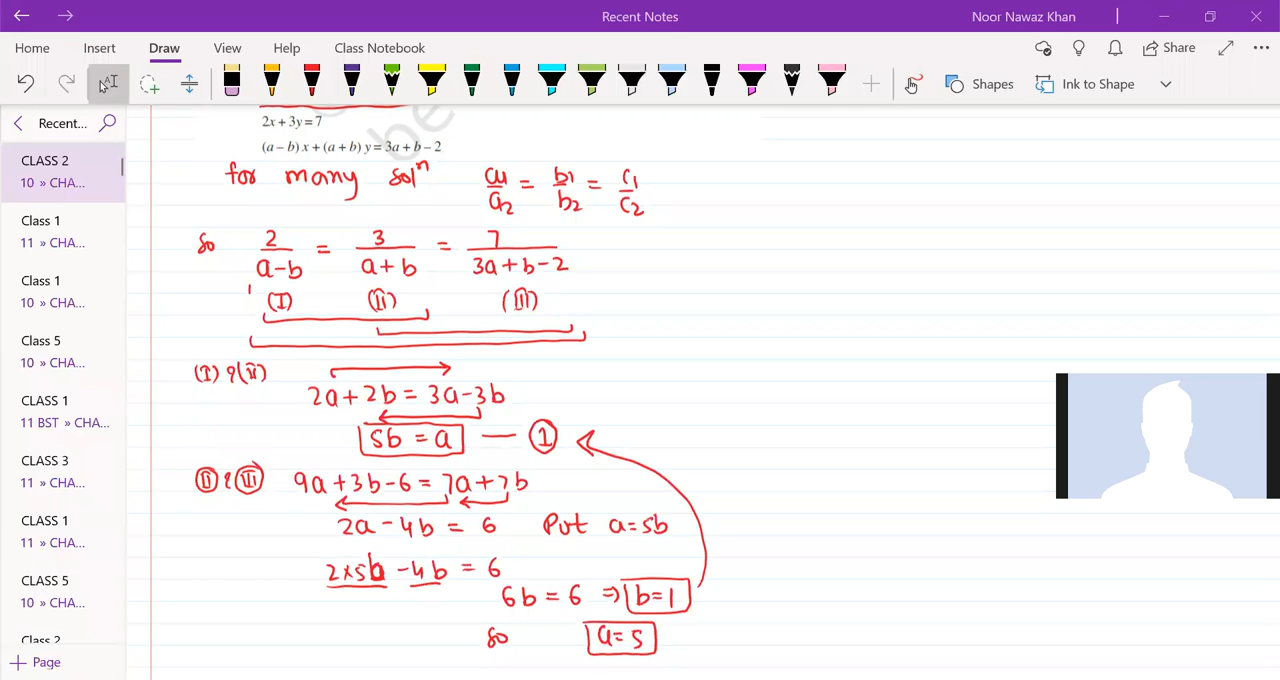 Recent Notes
Noor Nawaz Khan
Home Insert Draw View Help Class Notebook Share
Shapes Ink to Shape
Recent...
CLASS 2
10 » CHA...
Class 1
11 » CHA...
Class 1
10 » CHA...
Class 5
10 » CHA...
CLASS 1
11 BST » CHA...
CLASS 3
11 » CHA...
CLASS 1
11 » CHA...
CLASS 5
10 » CHA...
Class 2
Page
be
2x + 3y = 7
(a – b) x + (a + b) y = 3a + b – 2
for many solⁿ a1/a2 = b1/b2 = c1/c2
so 2/(a-b) = 3/(a+b) = 7/(3a+b-2)
(I) (II) (III)
(I) & (II)
2a + 2b = 3a - 3b
5b = a — 1
II & III 9a + 3b - 6 = 7a + 7b
2a - 4b = 6 Put a = 5b
2×5b - 4b = 6
6b = 6 ⇒ b = 1
so a = 5